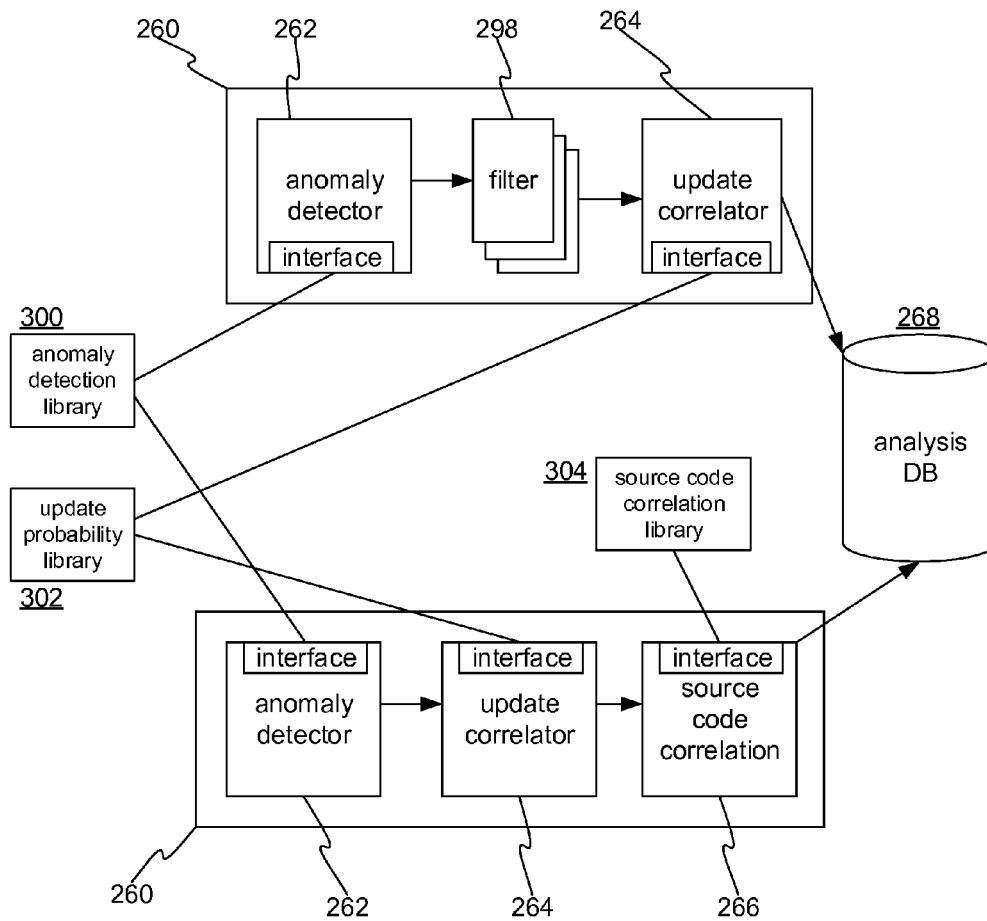 260
262
298
264
anomaly
detector
interface
filter
update
correlator
interface
300
anomaly
detection
library
268
analysis
DB
304
source code
correlation
library
update
probability
library
302
interface
anomaly
detector
interface
update
correlator
interface
source
code
correlation
260
262
264
266